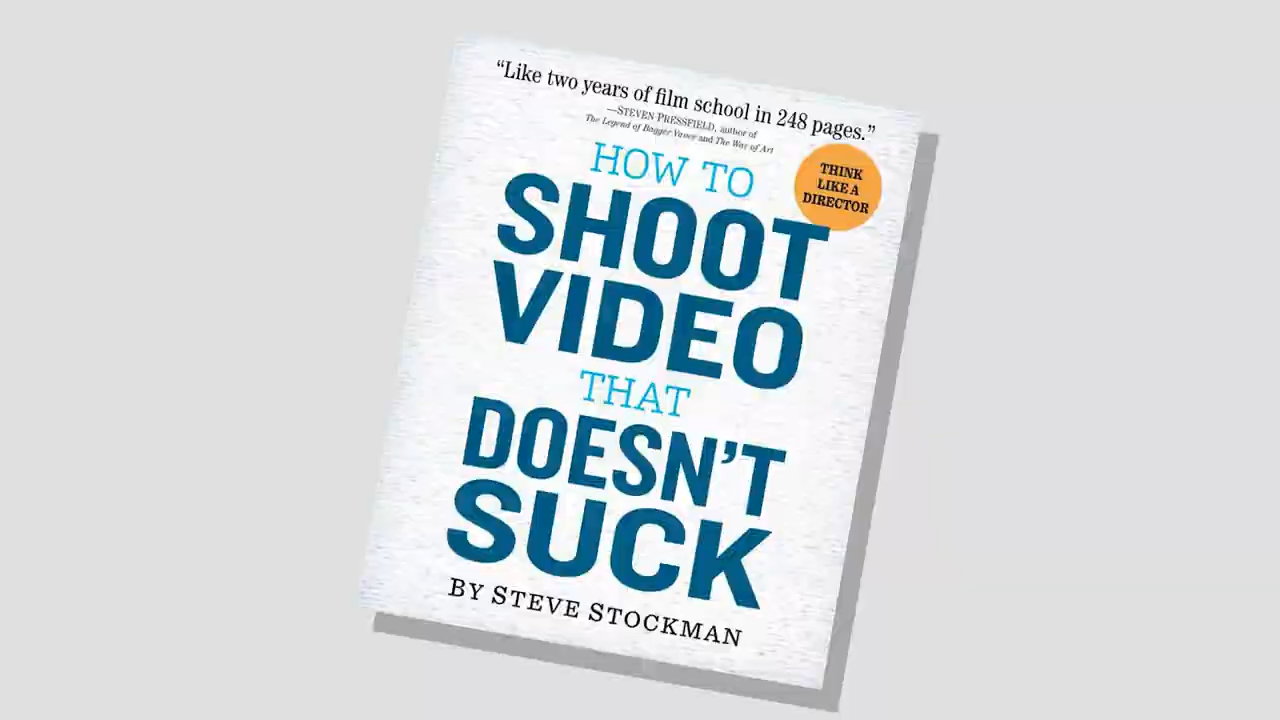 “Like two years of film school in 248 pages.”
—STEVEN PRESSFIELD, author of
The Legend of Bagger Vance and The War of Art
THINK
LIKE A
DIRECTOR
HOW TO
SHOOT
VIDEO
THAT
DOESN’T
SUCK
BY STEVE STOCKMAN